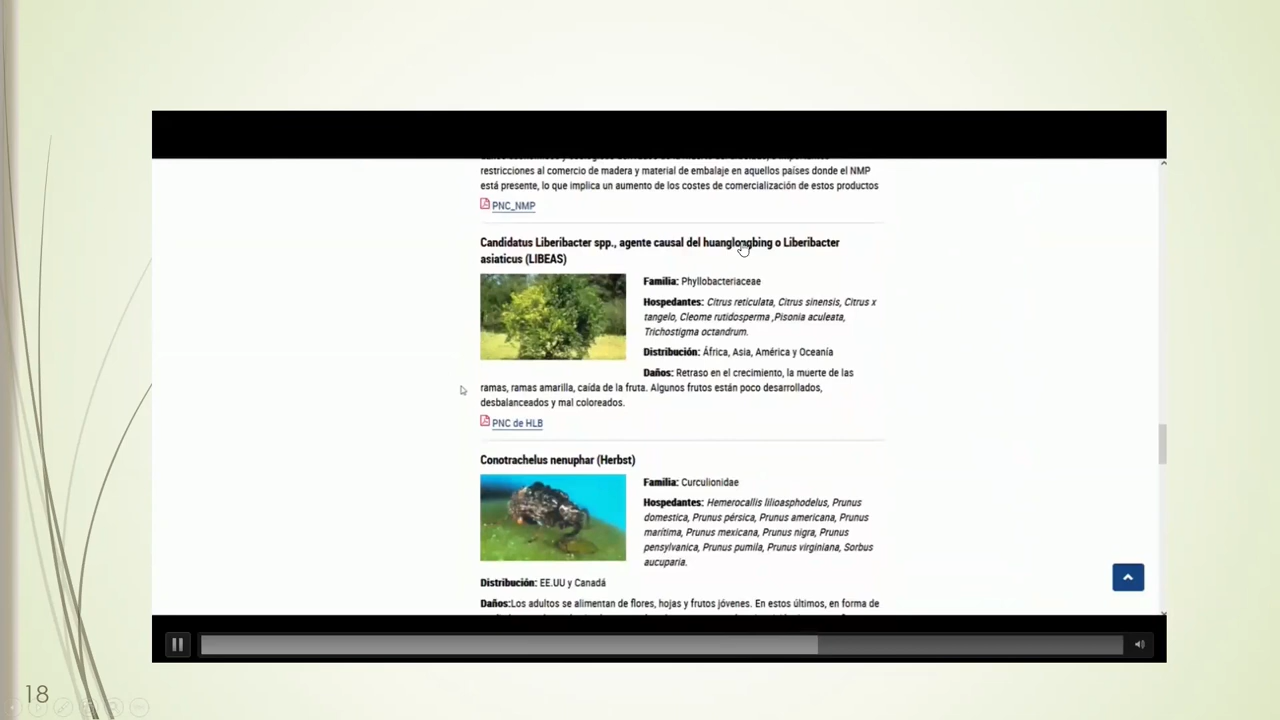 restricciones al comercio de madera y material de embalaje en aquellos países donde el NMP
está presente, lo que implica un aumento de los costes de comercialización de estos productos
PNC_NMP
Candidatus Liberibacter spp., agente causal del huanglongbing o Liberibacter
asiaticus (LIBEAS)
Familia: Phyllobacteriaceae
Hospedantes: Citrus reticulata, Citrus sinensis, Citrus x
tangelo, Cleome rutidosperma ,Pisonia aculeata,
Trichostigma octandrum.
Distribución: África, Asia, América y Oceanía
Daños: Retraso en el crecimiento, la muerte de las
ramas, ramas amarilla, caída de la fruta. Algunos frutos están poco desarrollados,
desbalanceados y mal coloreados.
PNC de HLB
Conotrachelus nenuphar (Herbst)
Familia: Curculionidae
Hospedantes: Hemerocallis lilioasphodelus, Prunus
domestica, Prunus pérsica, Prunus americana, Prunus
marítima, Prunus mexicana, Prunus nigra, Prunus
pensylvanica, Prunus pumila, Prunus virginiana, Sorbus
aucuparia.
Distribución: EE.UU y Canadá
Daños:Los adultos se alimentan de flores, hojas y frutos jóvenes. En estos últimos, en forma de
18